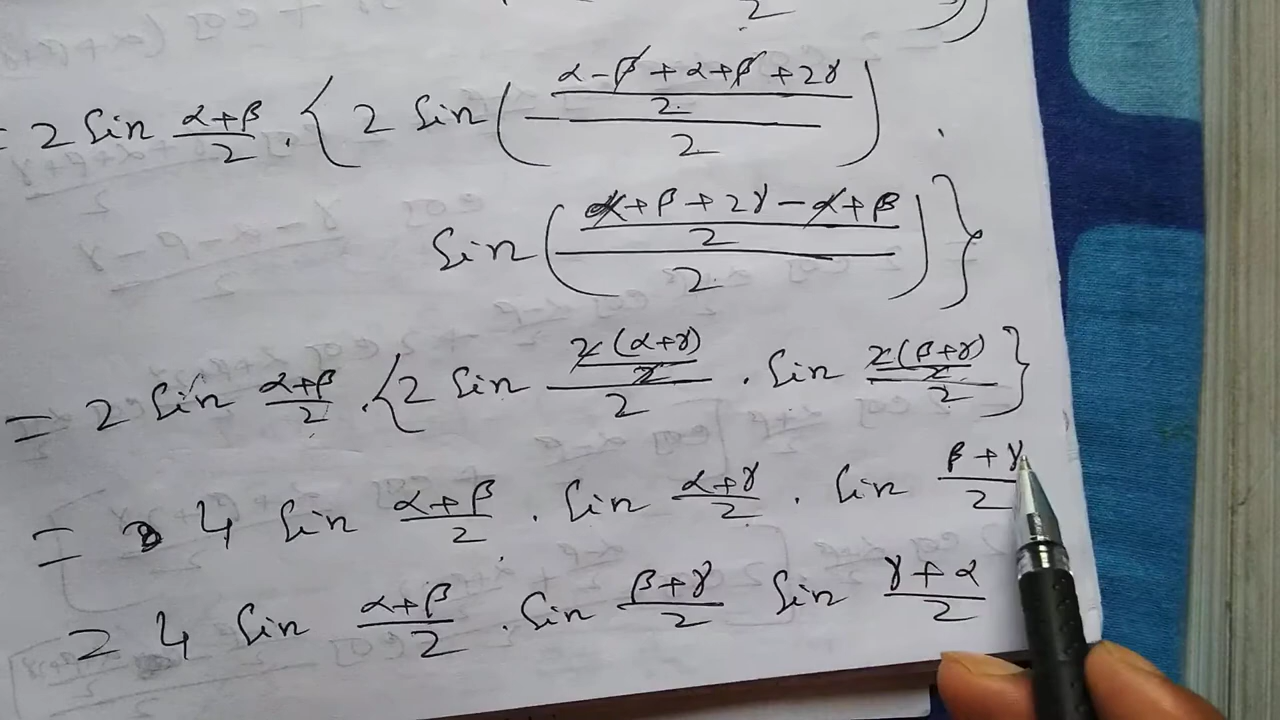 2
= 2 Sin (α+β)/2 . { 2 Sin ( ((α-β+α+β+2γ)/2)/2 ) .
Sin ( ((α+β+2γ-α+β)/2)/2 ) }
= 2 Sin (α+β)/2 . { 2 Sin ((2(α+γ))/2)/2 . Sin ((2(β+γ))/2)/2 }
= 4 Sin (α+β)/2 . Sin (α+γ)/2 . Sin (β+γ)/2
= 4 Sin (α+β)/2 . Sin (β+γ)/2 Sin (γ+α)/2